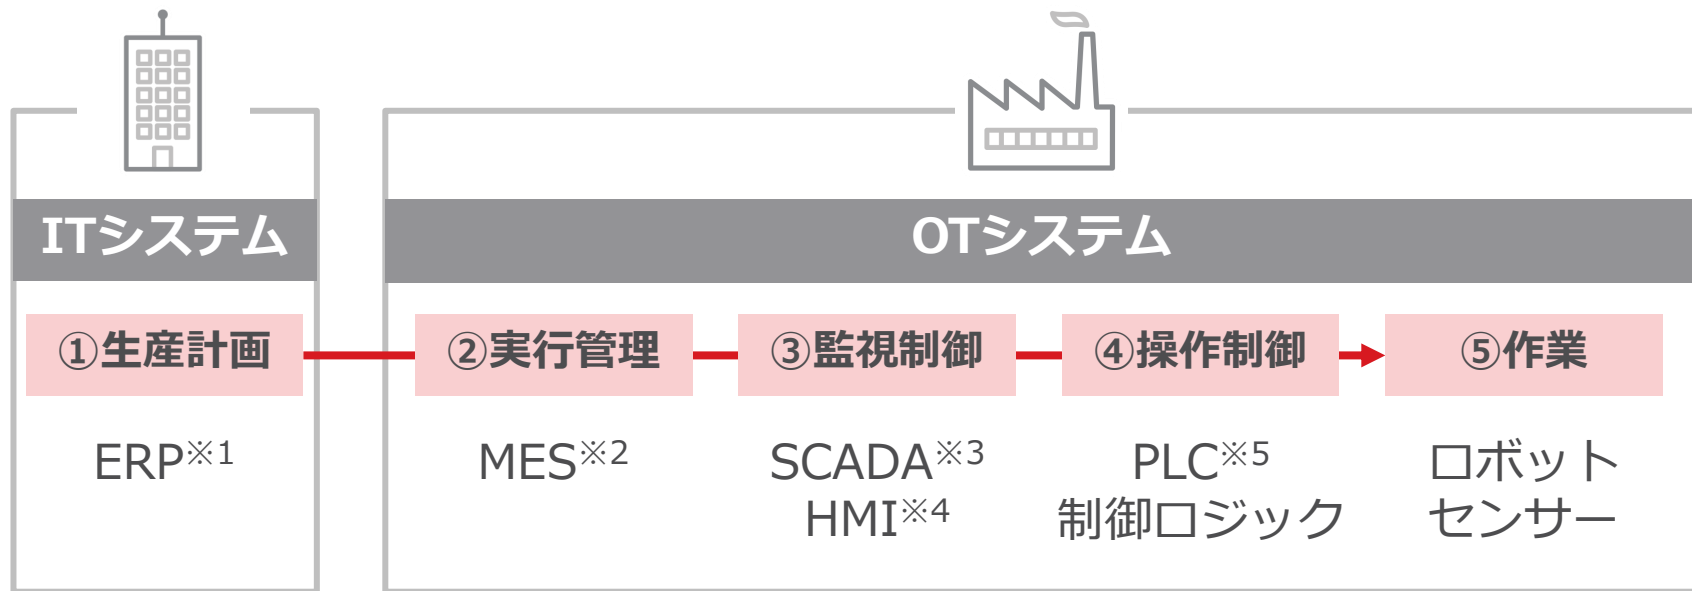 ITシステム
OTシステム
①生産計画
②実行管理
③監視制御
④操作制御
⑤作業
ERP※1
MES※2
SCADA※3
HMI※4
PLC※5
制御ロジック
ロボット
センサー